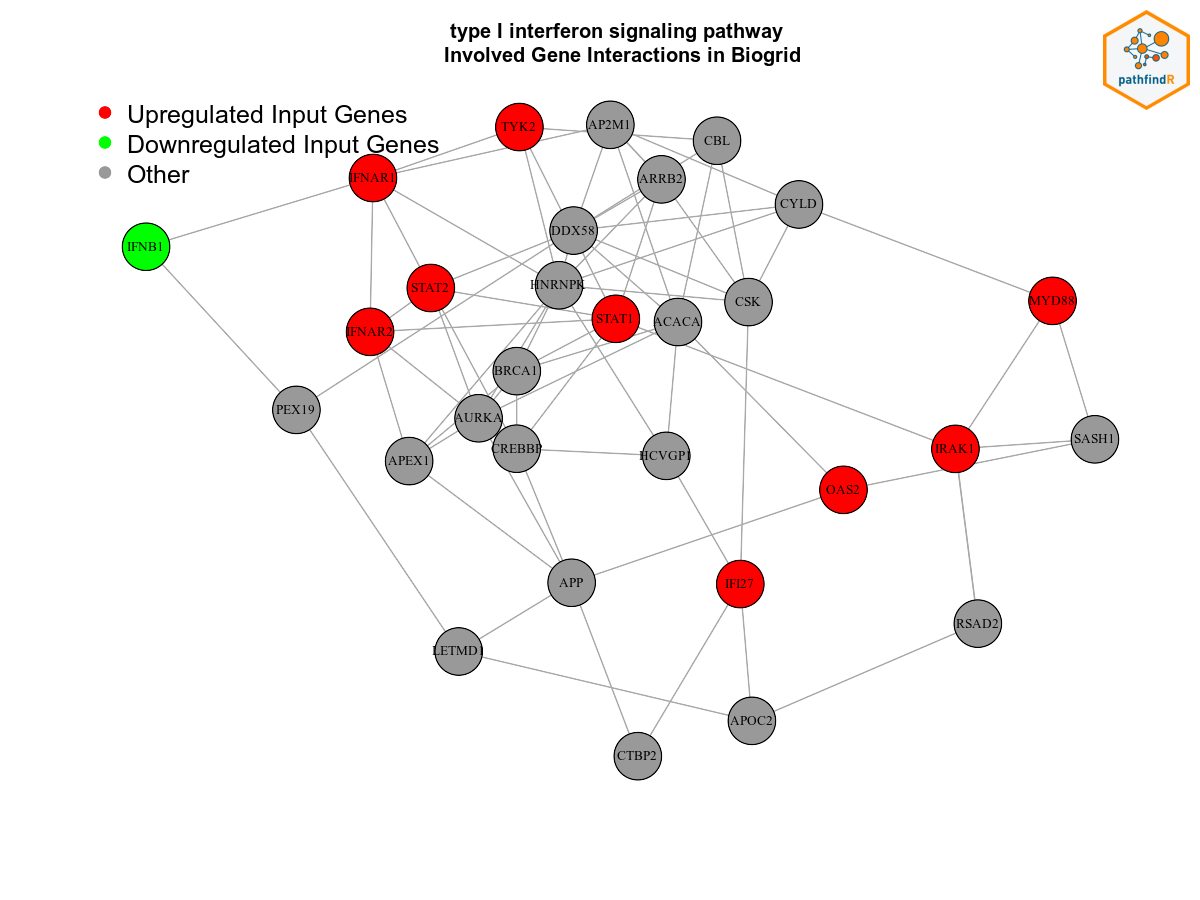 type I interferon signaling pathway
Involved Gene Interactions in Biogrid
pathfindR
Upregulated Input Genes
Downregulated Input Genes
Other
TYK2
AP2M1
CBL
IFNAR1
ARRB2
CYLD
DDX58
IFNB1
STAT2
HNRNPK
CSK
MYD88
IFNAR2
STAT1
ACACA
BRCA1
PEX19
AURKA
APEX1
CREBBP
HCVGP1
IRAK1
SASH1
OAS2
APP
IFI27
RSAD2
LETMD1
APOC2
CTBP2